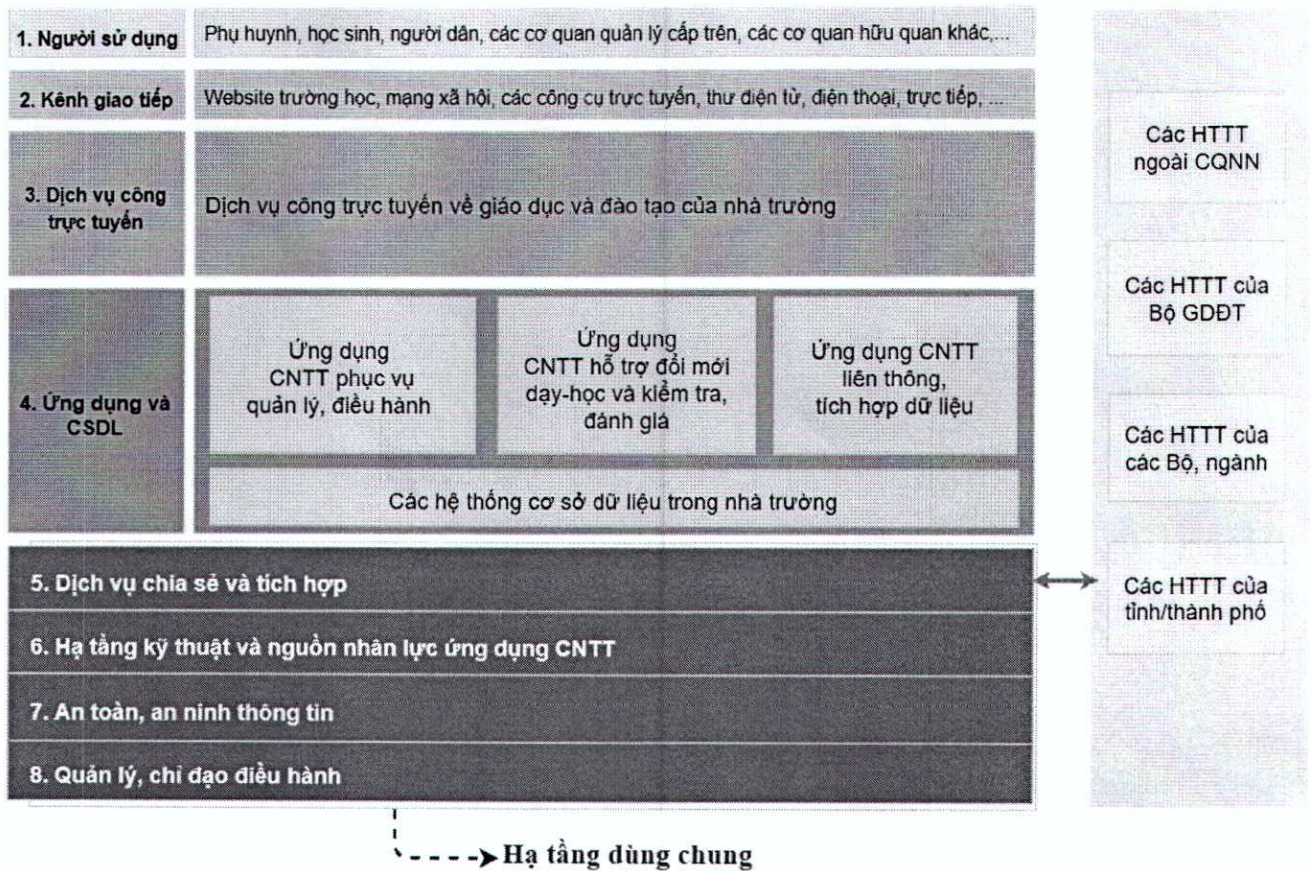 1. Người sử dụng
Phụ huynh, học sinh, người dân, các cơ quan quản lý cấp trên, các cơ quan hữu quan khác,...
2. Kênh giao tiếp
Website trường học, mạng xã hội, các công cụ trực tuyến, thư điện tử, điện thoại, trực tiếp, ...
3. Dịch vụ công
trực tuyến
Dịch vụ công trực tuyến về giáo dục và đào tạo của nhà trường
4. Ứng dụng và
CSDL
Ứng dụng
CNTT phục vụ
quản lý, điều hành
Ứng dụng
CNTT hỗ trợ đổi mới
dạy-học và kiểm tra,
đánh giá
Ứng dụng CNTT
liên thông,
tích hợp dữ liệu
Các hệ thống cơ sở dữ liệu trong nhà trường
5. Dịch vụ chia sẻ và tích hợp
6. Hạ tầng kỹ thuật và nguồn nhân lực ứng dụng CNTT
7. An toàn, an ninh thông tin
8. Quản lý, chỉ đạo điều hành
Hạ tầng dùng chung
Các HTTT
ngoài CQNN
Các HTTT của
Bộ GDĐT
Các HTTT của
các Bộ, ngành
Các HTTT của
tỉnh/thành phố